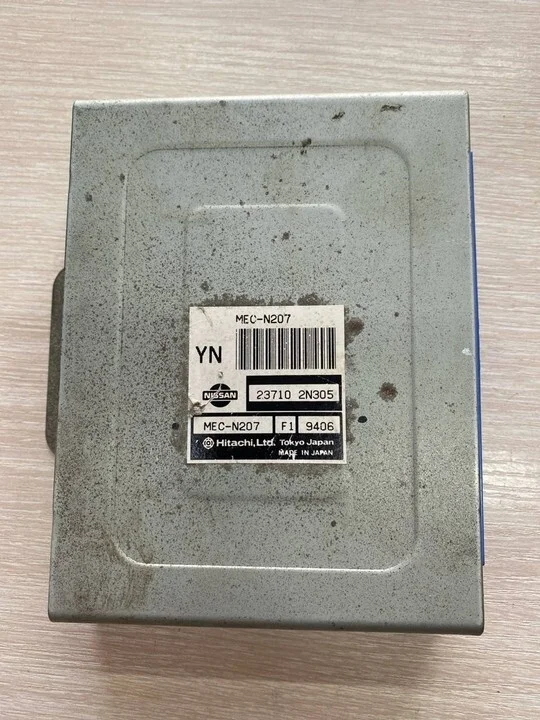 MEC-N207
YN
NISSAN 23710 2N305
MEC-N207 F1 9406
Hitachi, Ltd. Tokyo Japan
MADE IN JAPAN